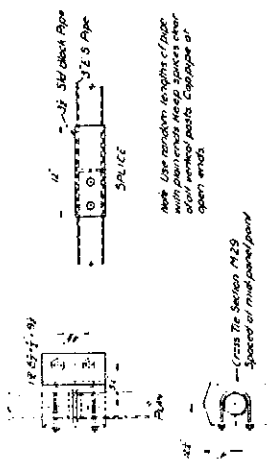 3½ Std Black Pipe
3" E.S. Pipe
12"
SPLICE
Note Use random lengths of pipe
with plain ends Keep splices clear
of all vertical posts. Cap pipe at
open ends.
PLAN
Cross Tie Section M29
Spaced at mid panel point